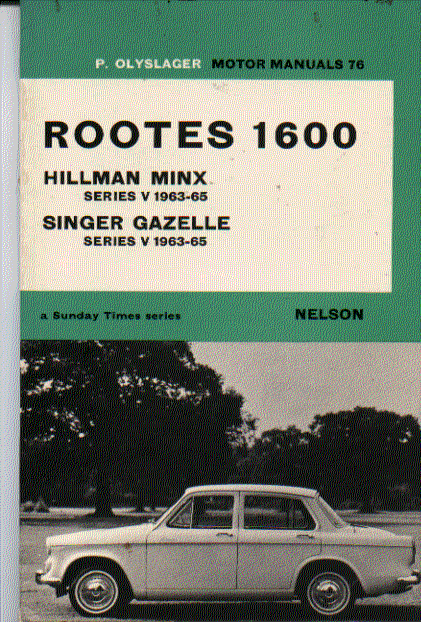 P. OLYSLAGER MOTOR MANUALS 76
ROOTES 1600
HILLMAN MINX
SERIES V 1963-65
SINGER GAZELLE
SERIES V 1963-65
a Sunday Times series NELSON